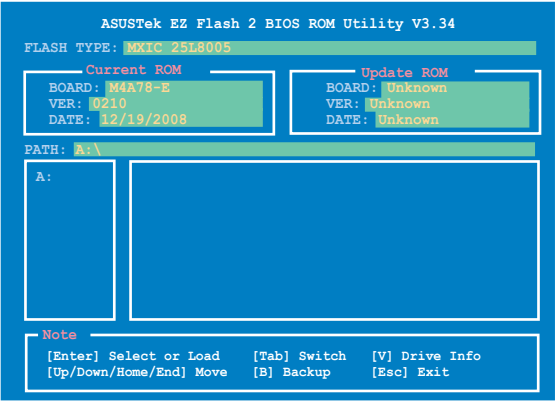 ASUSTek EZ Flash 2 BIOS ROM Utility V3.34
FLASH TYPE: MXIC 25L8005
Current ROM
BOARD: M4A78-E
VER: 0210
DATE: 12/19/2008
Update ROM
BOARD: Unknown
VER: Unknown
DATE: Unknown
PATH: A:\
A:
Note
[Enter] Select or Load [Tab] Switch [V] Drive Info
[Up/Down/Home/End] Move [B] Backup [Esc] Exit